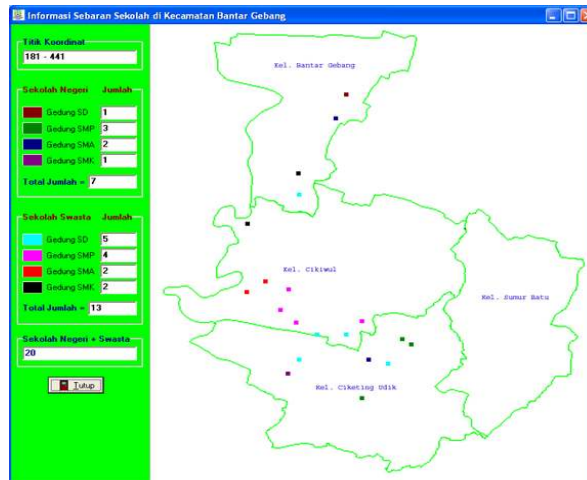 Informasi Sebaran Sekolah di Kecamatan Bantar Gebang
Titik Koordinat
181 - 441
Sekolah Negeri Jumlah
Gedung SD 1
Gedung SMP 3
Gedung SMA 2
Gedung SMK 1
Total Jumlah = 7
Sekolah Swasta Jumlah
Gedung SD 5
Gedung SMP 4
Gedung SMA 2
Gedung SMK 2
Total Jumlah = 13
Sekolah Negeri + Swasta
20
Tutup
Kel. Bantar Gebang
Kel. Cikiwul
Kel. Sumur Batu
Kel. Ciketing Udik